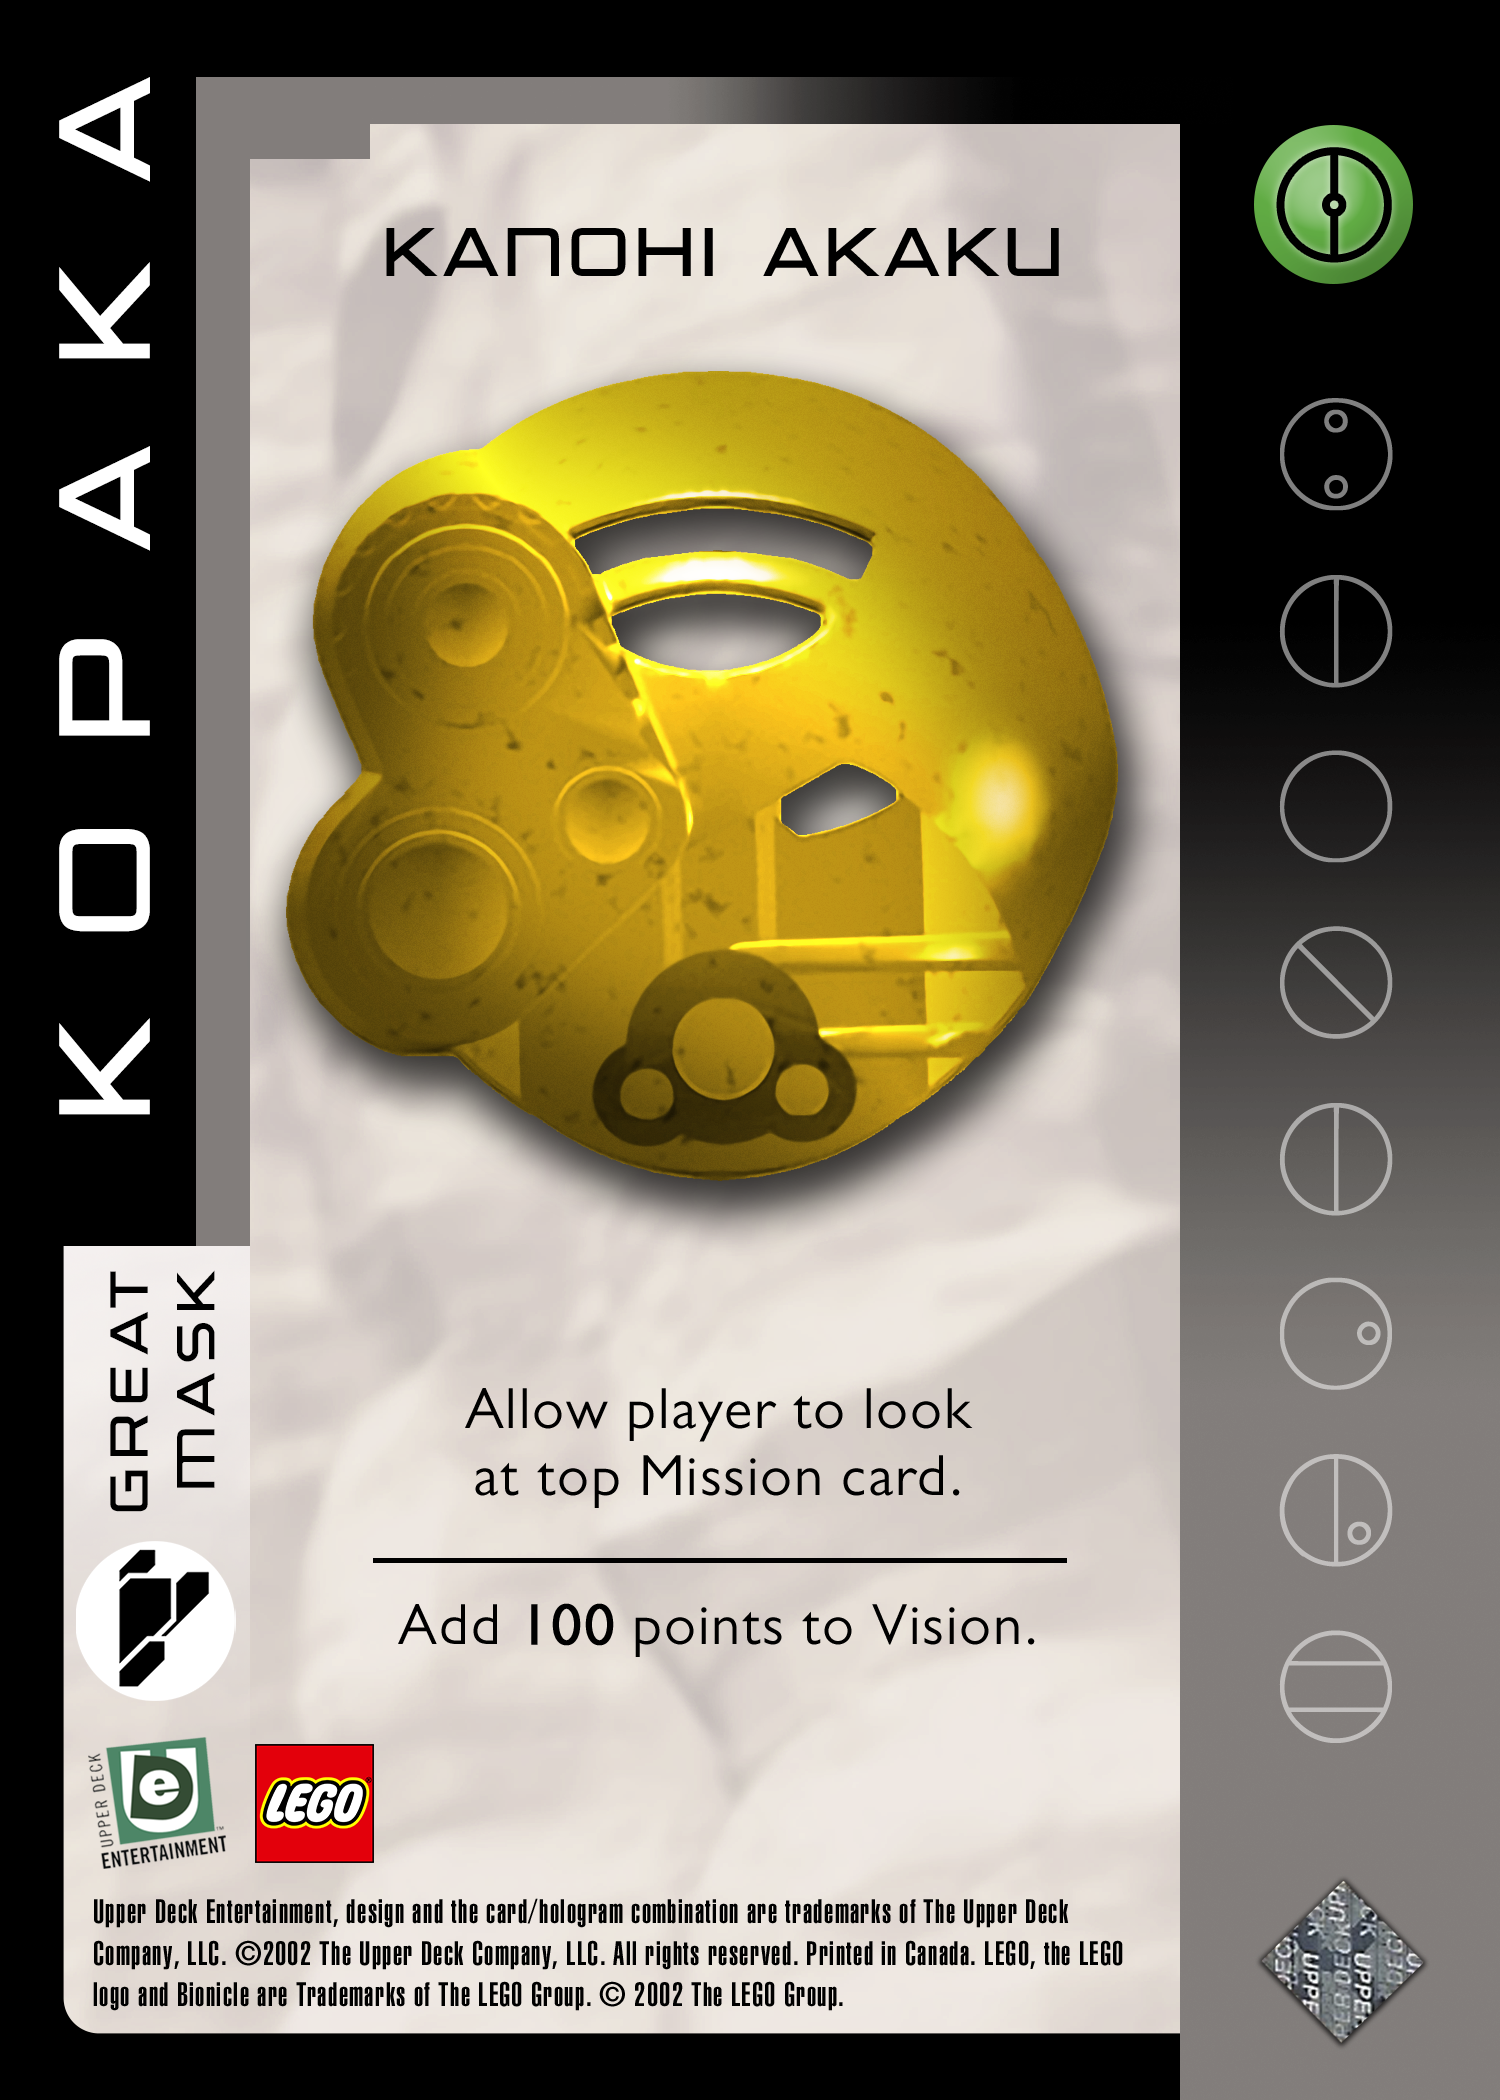 KOPAKA
KANOHI AKAKU
GREAT
MASK
Allow player to look
at top Mission card.
Add 100 points to Vision.
UPPER DECK
e
ENTERTAINMENT
™
LEGO
Upper Deck Entertainment, design and the card/hologram combination are trademarks of The Upper Deck
Company, LLC. ©2002 The Upper Deck Company, LLC. All rights reserved. Printed in Canada. LEGO, the LEGO
logo and Bionicle are Trademarks of The LEGO Group. © 2002 The LEGO Group.